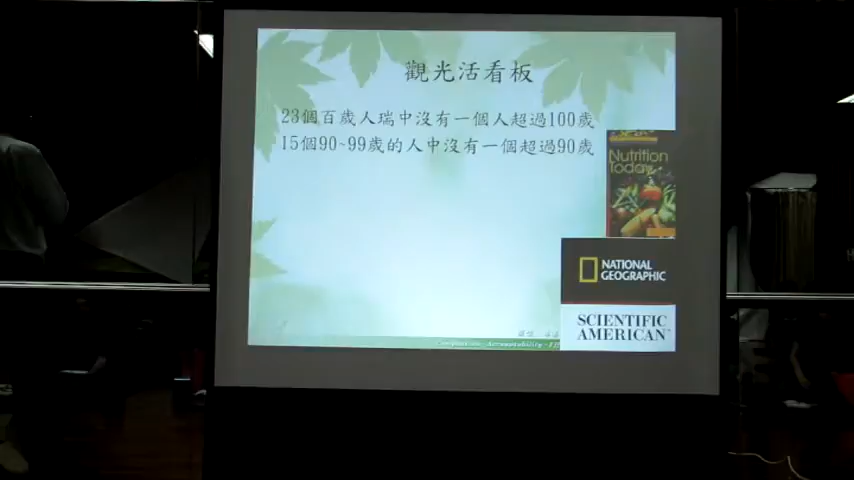 觀光活看板
23個百歲人瑞中沒有一個人超過100歲
15個90~99歲的人中沒有一個超過90歲
Nutrition
Today
NATIONAL
GEOGRAPHIC
SCIENTIFIC
AMERICAN